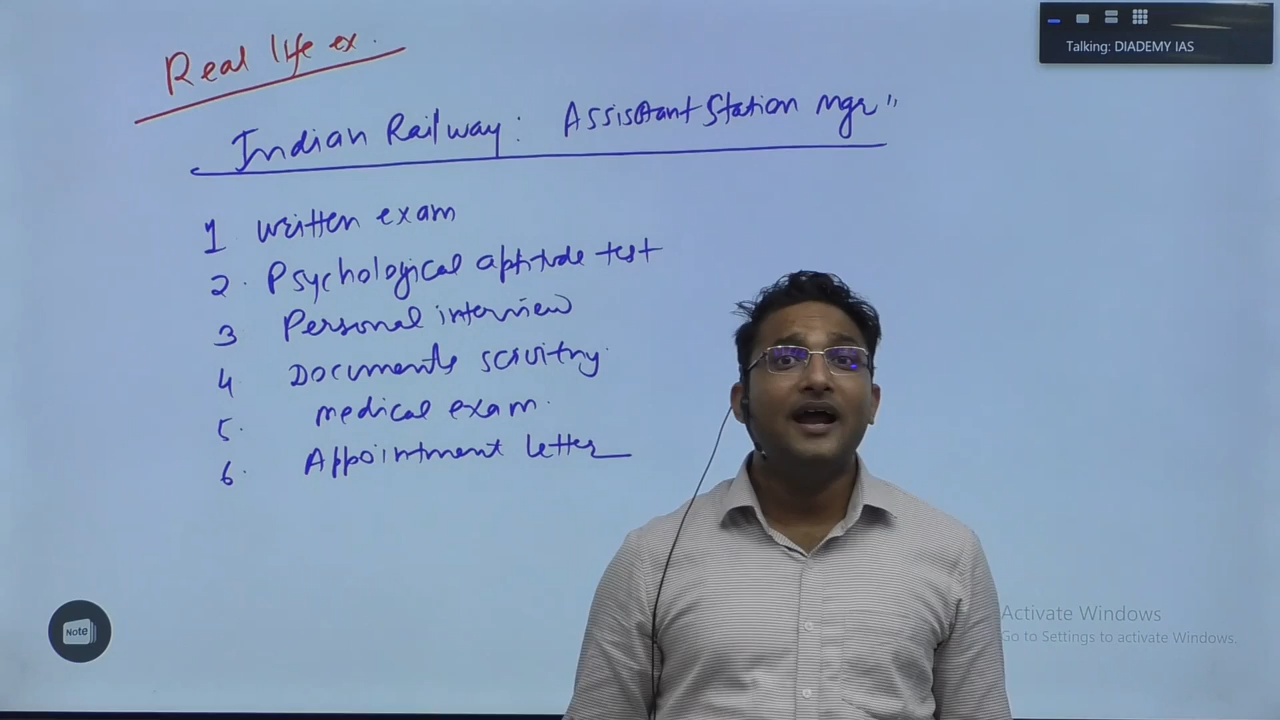 Real life ex.
Talking: DIADEMY IAS
Indian Railway: Assistant Station Mgr"
1 written exam
2. Psychological aptitude test
3 Personal interview
4 Documents
5. medical exam.
6. Appointment letter
Note
Activate Windows
Go to Settings to activate Windows.